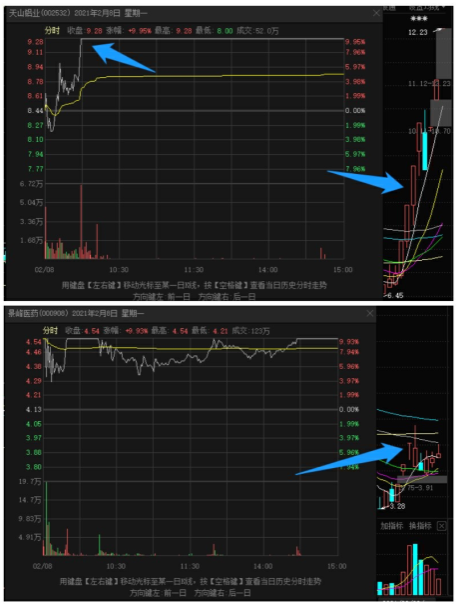 天山铝业(002532) 2021年2月8日 星期一
分时 收盘: 9.28 涨幅: +9.95% 最高: 9.28 最低: 8.00 成交: 52.0万
9.28 9.95%
9.11 7.96%
8.94 5.97%
8.78 3.98%
8.61 1.99%
8.44 0.00%
8.27 1.99%
8.10 3.98%
7.94 5.97%
7.77 7.96%
6.72万
5.04万
3.36万
1.68万
02/08 10:30 14:00 15:00
用键盘【左右键】移动光标至某一日K线,按【空格键】查看当日历史分时走势
方向键左 前一日 方向键右 后一日
12.23
11.12
10.70
6.45
景峰医药(000908) 2021年2月8日 星期一
分时 收盘: 4.54 涨幅: +9.93% 最高: 4.54 最低: 4.21 成交: 123万
4.54 9.93%
4.46 7.94%
4.38 5.96%
4.29 3.97%
4.21 1.99%
4.13 0.00%
4.05 1.99%
3.97 3.97%
3.88 5.96%
3.80 7.94%
19.7万
14.7万
9.83万
4.91万
02/08 10:30 14:00 15:00
用键盘【左右键】移动光标至某一日K线,按【空格键】查看当日历史分时走势
方向键左 前一日 方向键右 后一日
3.91
3.28
加指标 换指标